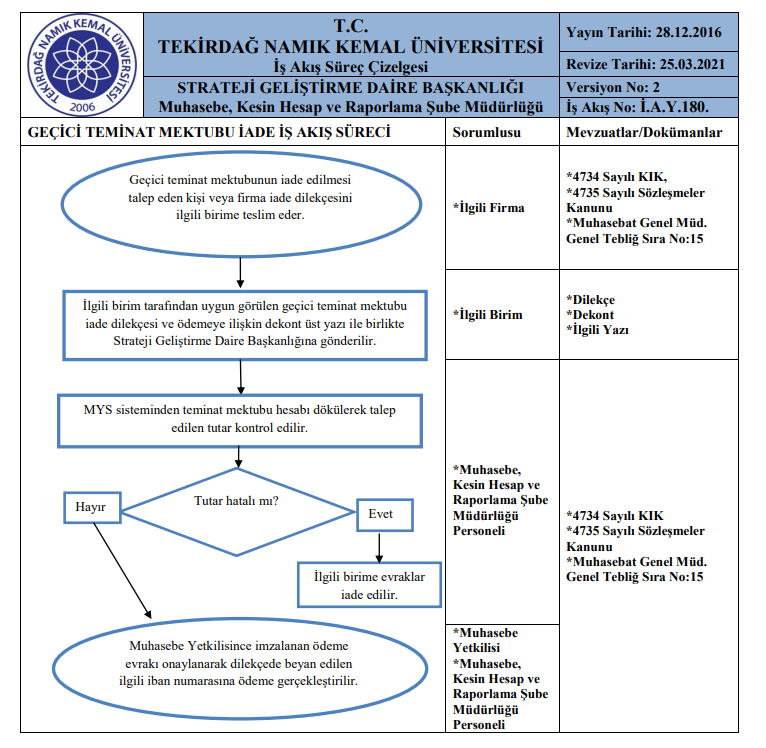 TEKİRDAĞ NAMIK KEMAL ÜNİVERSİTESİ
2006
T.C.
TEKİRDAĞ NAMIK KEMAL ÜNİVERSİTESİ
İş Akış Süreç Çizelgesi
STRATEJİ GELİŞTİRME DAİRE BAŞKANLIĞI
Muhasebe, Kesin Hesap ve Raporlama Şube Müdürlüğü
Yayın Tarihi: 28.12.2016
Revize Tarihi: 25.03.2021
Versiyon No: 2
İş Akış No: İ.A.Y.180.
GEÇİCİ TEMİNAT MEKTUBU İADE İŞ AKIŞ SÜRECİ
Sorumlusu
Mevzuatlar/Dokümanlar
Geçici teminat mektubunun iade edilmesi
talep eden kişi veya firma iade dilekçesini
ilgili birime teslim eder.
*İlgili Firma
*4734 Sayılı KIK,
*4735 Sayılı Sözleşmeler
Kanunu
*Muhasebat Genel Müd.
Genel Tebliğ Sıra No:15
İlgili birim tarafından uygun görülen geçici teminat mektubu
iade dilekçesi ve ödemeye ilişkin dekont üst yazı ile birlikte
Strateji Geliştirme Daire Başkanlığına gönderilir.
*İlgili Birim
*Dilekçe
*Dekont
*İlgili Yazı
MYS sisteminden teminat mektubu hesabı dökülerek talep
edilen tutar kontrol edilir.
Tutar hatalı mı?
Hayır
Evet
İlgili birime evraklar
iade edilir.
*Muhasebe,
Kesin Hesap ve
Raporlama Şube
Müdürlüğü
Personeli
*4734 Sayılı KIK
*4735 Sayılı Sözleşmeler
Kanunu
*Muhasebat Genel Müd.
Genel Tebliğ Sıra No:15
Muhasebe Yetkilisince imzalanan ödeme
evrakı onaylanarak dilekçede beyan edilen
ilgili iban numarasına ödeme gerçekleştirilir.
*Muhasebe
Yetkilisi
*Muhasebe,
Kesin Hesap ve
Raporlama Şube
Müdürlüğü
Personeli